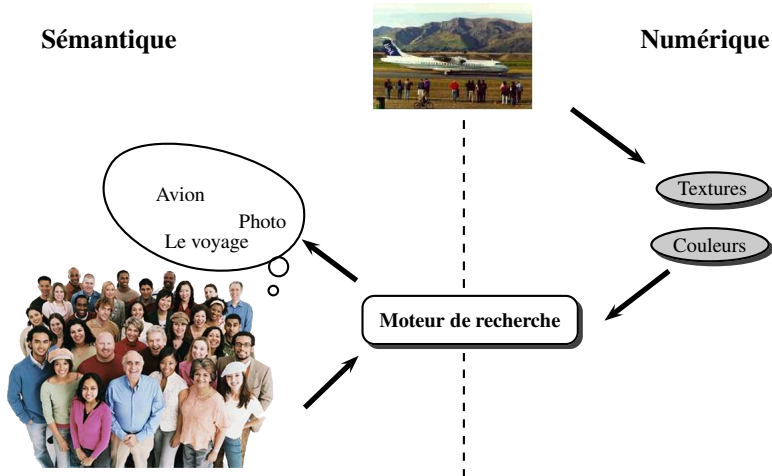 Sémantique
Numérique
Avion
Photo
Le voyage
Textures
Couleurs
Moteur de recherche